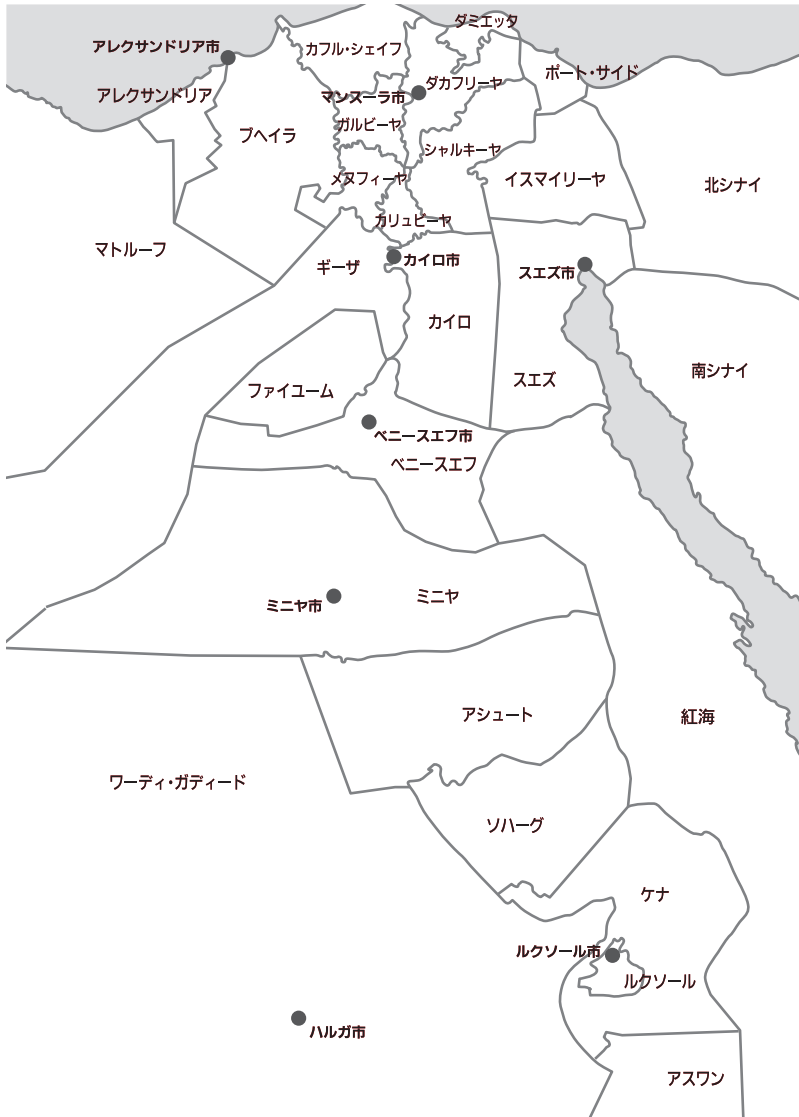 ダミエッタ
アレクサンドリア市
カフル・シェイフ
ポート・サイド
ダカフリーヤ
アレクサンドリア
マンスーラ市
ガルビーヤ
ブヘイラ
シャルキーヤ
メヌフィーヤ
イスマイリーヤ
北シナイ
カリュビーヤ
マトルーフ
カイロ市
ギーザ
スエズ市
カイロ
南シナイ
スエズ
ファイユーム
ベニースエフ市
ベニースエフ
ミニヤ市
ミニヤ
アシュート
紅海
ワーディ・ガディード
ソハーグ
ケナ
ルクソール市
ルクソール
ハルガ市
アスワン